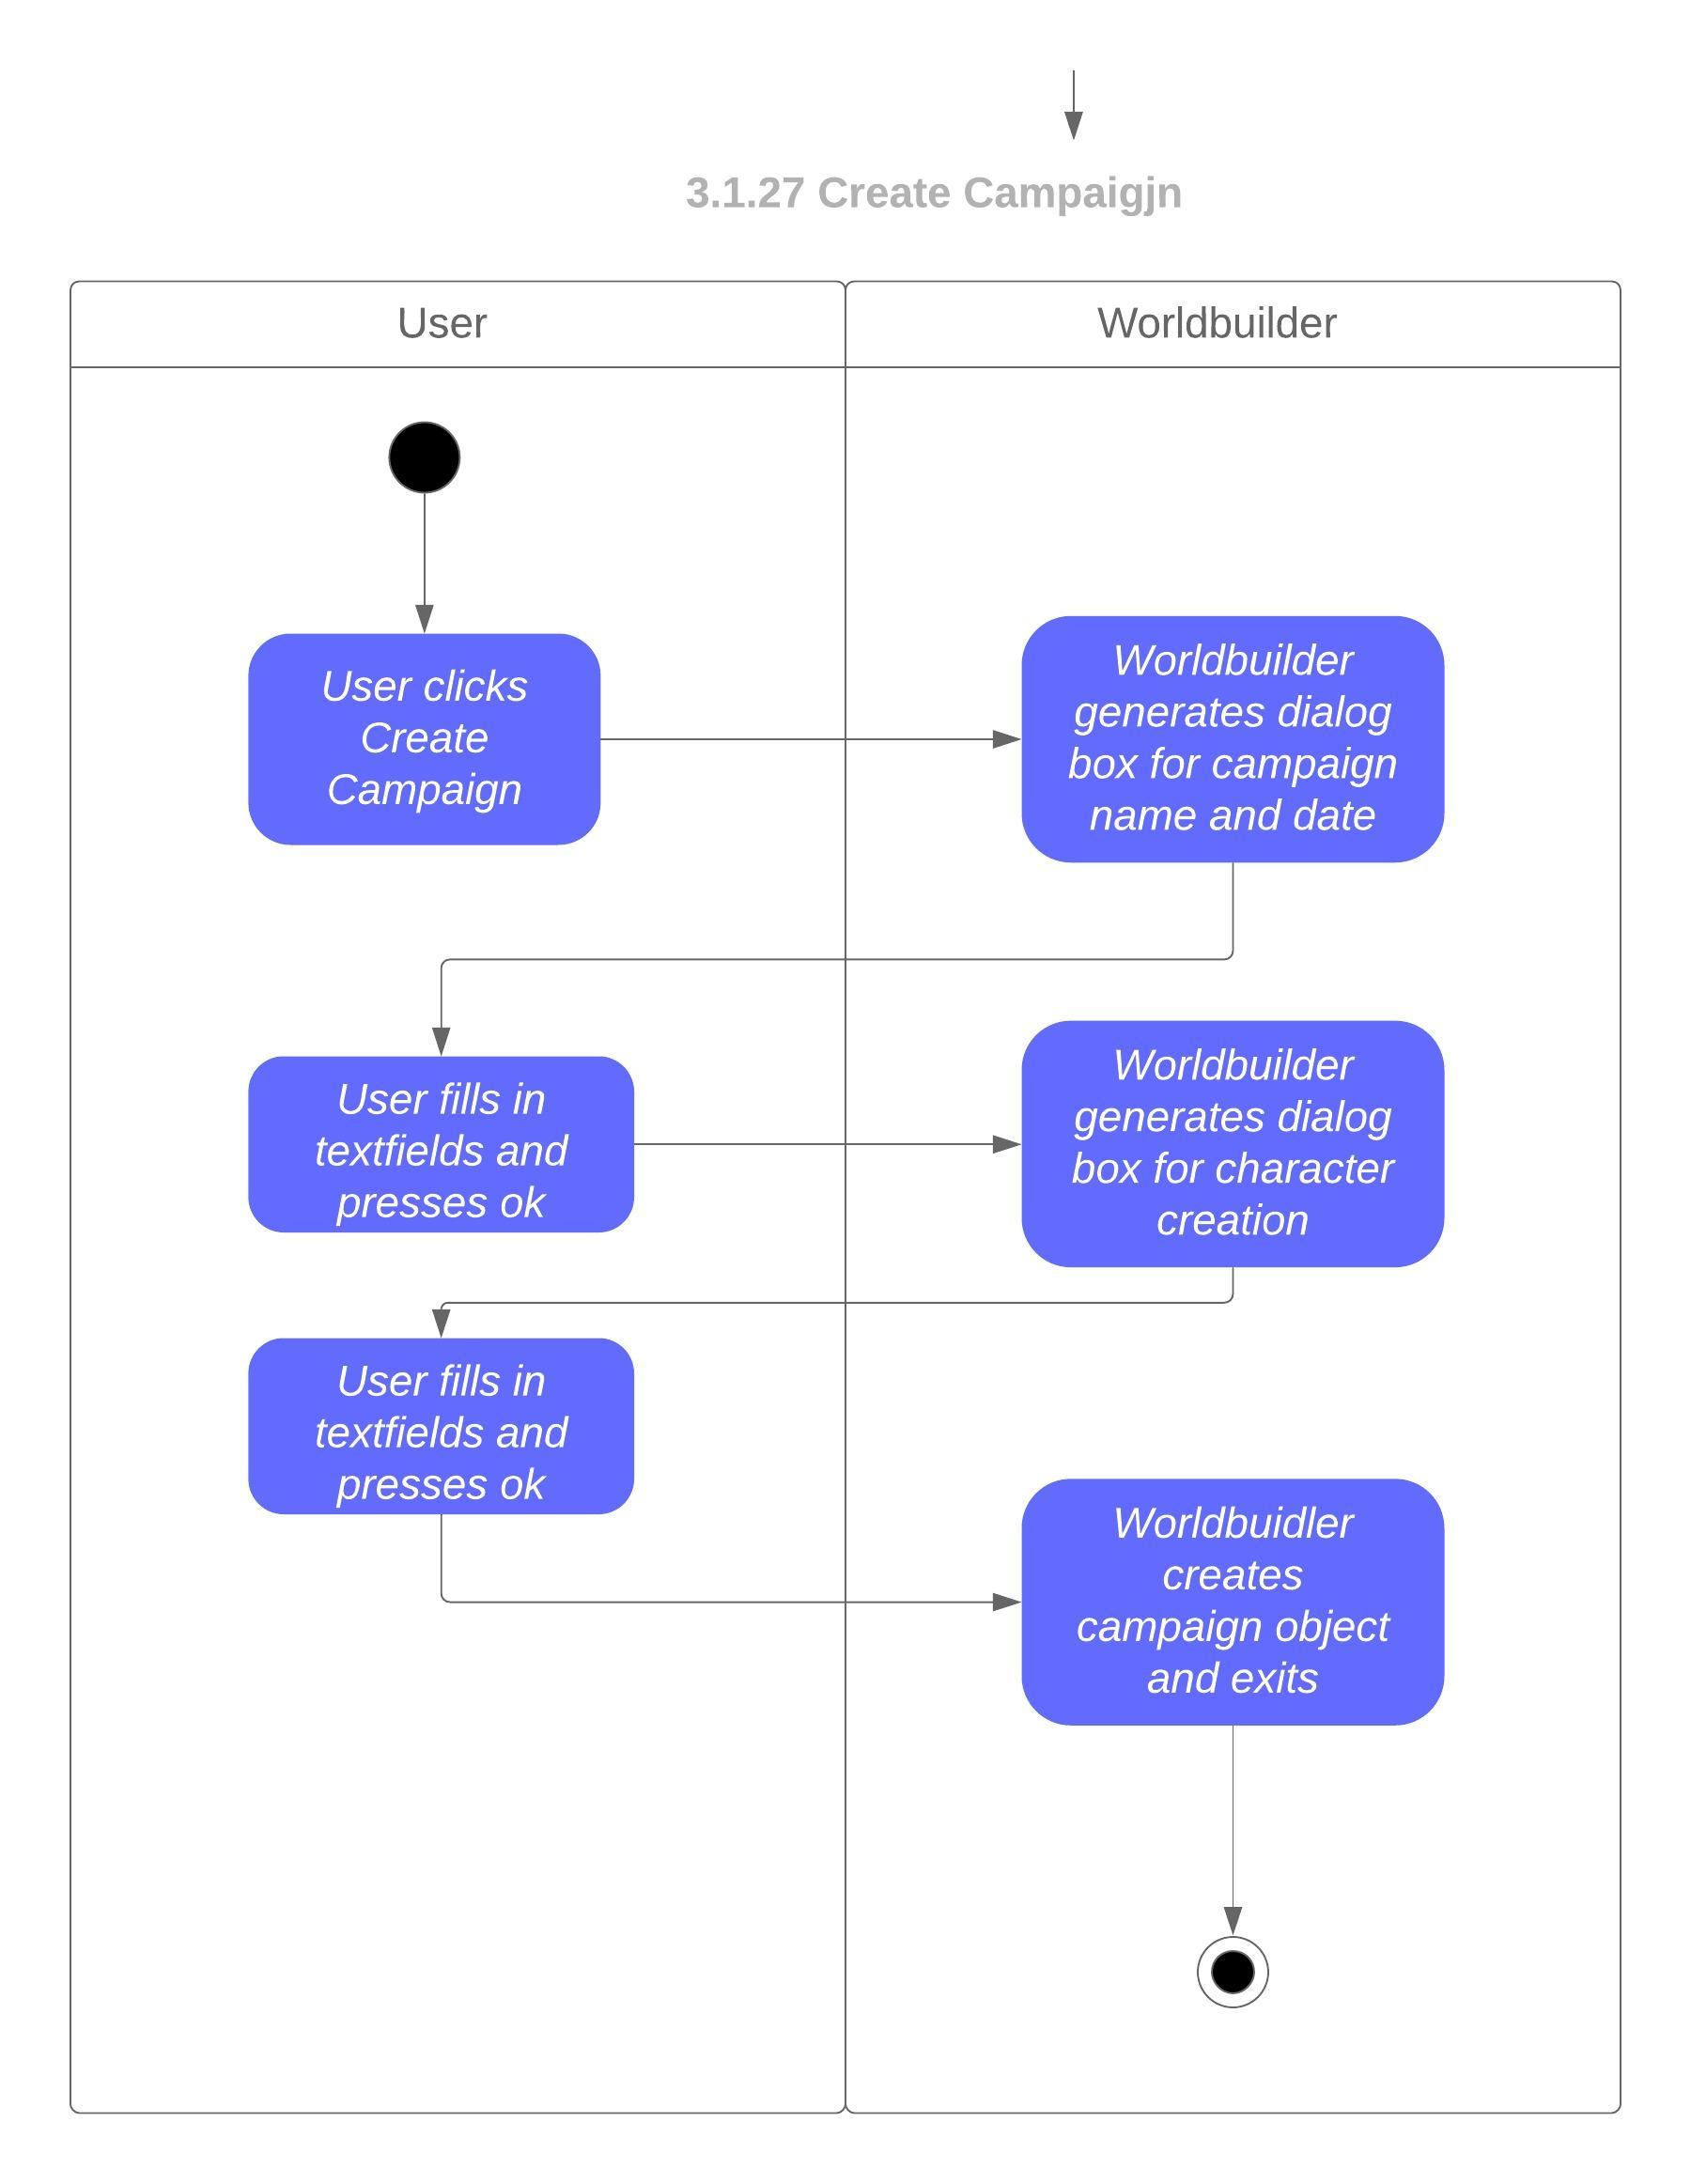 3.1.27 Create Campaigjn
User
Worldbuilder
User clicks
Create
Campaign
Worldbuilder
generates dialog
box for campaign
name and date
User fills in
textfields and
presses ok
Worldbuilder
generates dialog
box for character
creation
User fills in
textfields and
presses ok
Worldbuidler
creates
campaign object
and exits